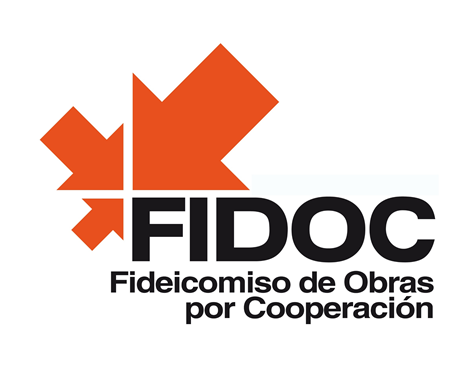 FIDOC
Fideicomiso de Obras
por Cooperación